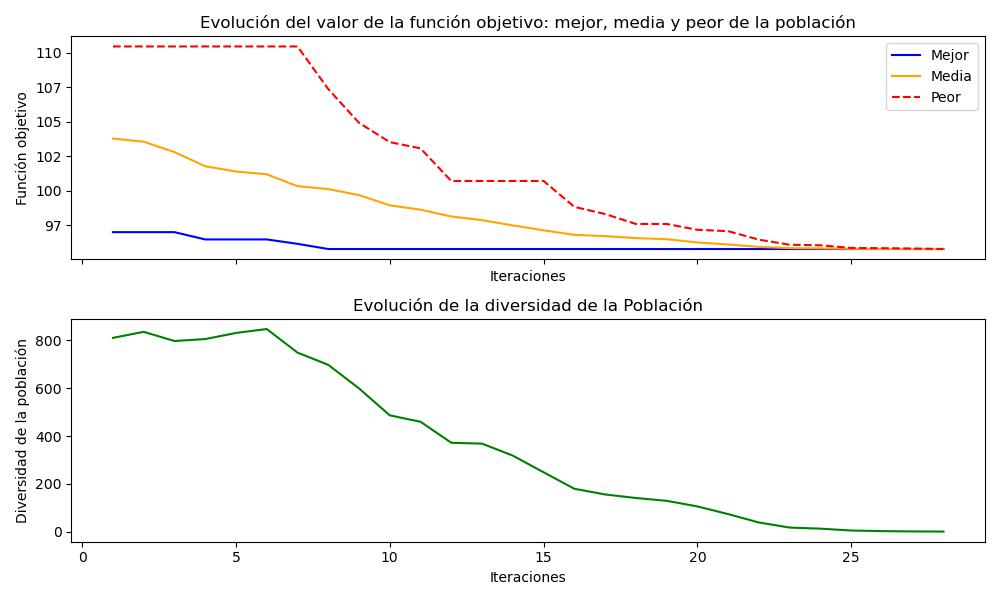 Evolución del valor de la función objetivo: mejor, media y peor de la población
110
107
105
102
100
97
Función objetivo
Mejor
Media
Peor
Iteraciones
Evolución de la diversidad de la Población
800
600
400
200
0
Diversidad de la población
0 5 10 15 20 25
Iteraciones